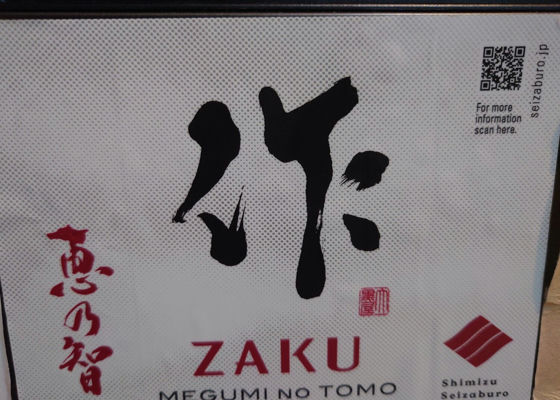 作
恵乃智
ZAKU
MEGUMI NO TOMO
For more
information
scan here.
seizaburo.jp
Shimizu
Seizaburo